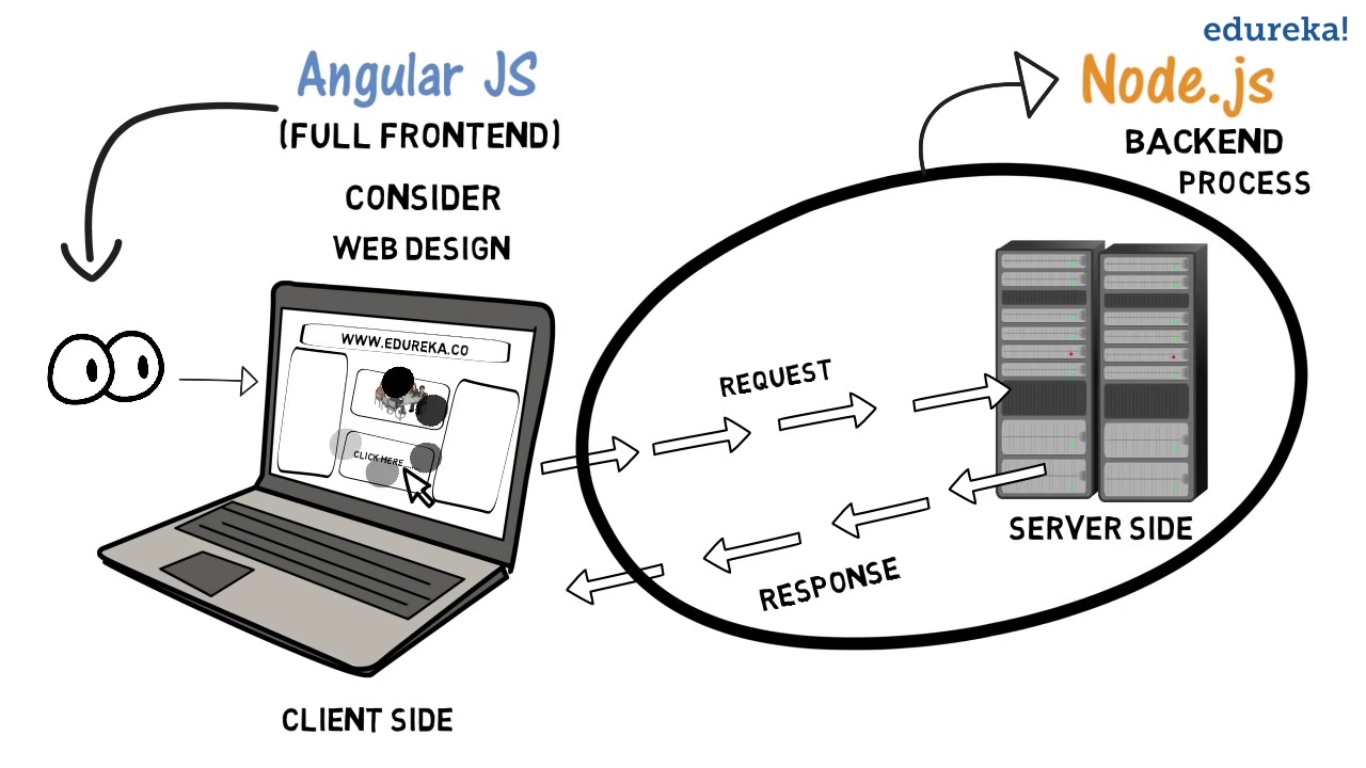 edureka!
Angular JS
(FULL FRONTEND)
CONSIDER
WEB DESIGN
Node.js
BACKEND
PROCESS
WWW.EDUREKA.CO
CLICK HERE......
REQUEST
RESPONSE
SERVER SIDE
CLIENT SIDE